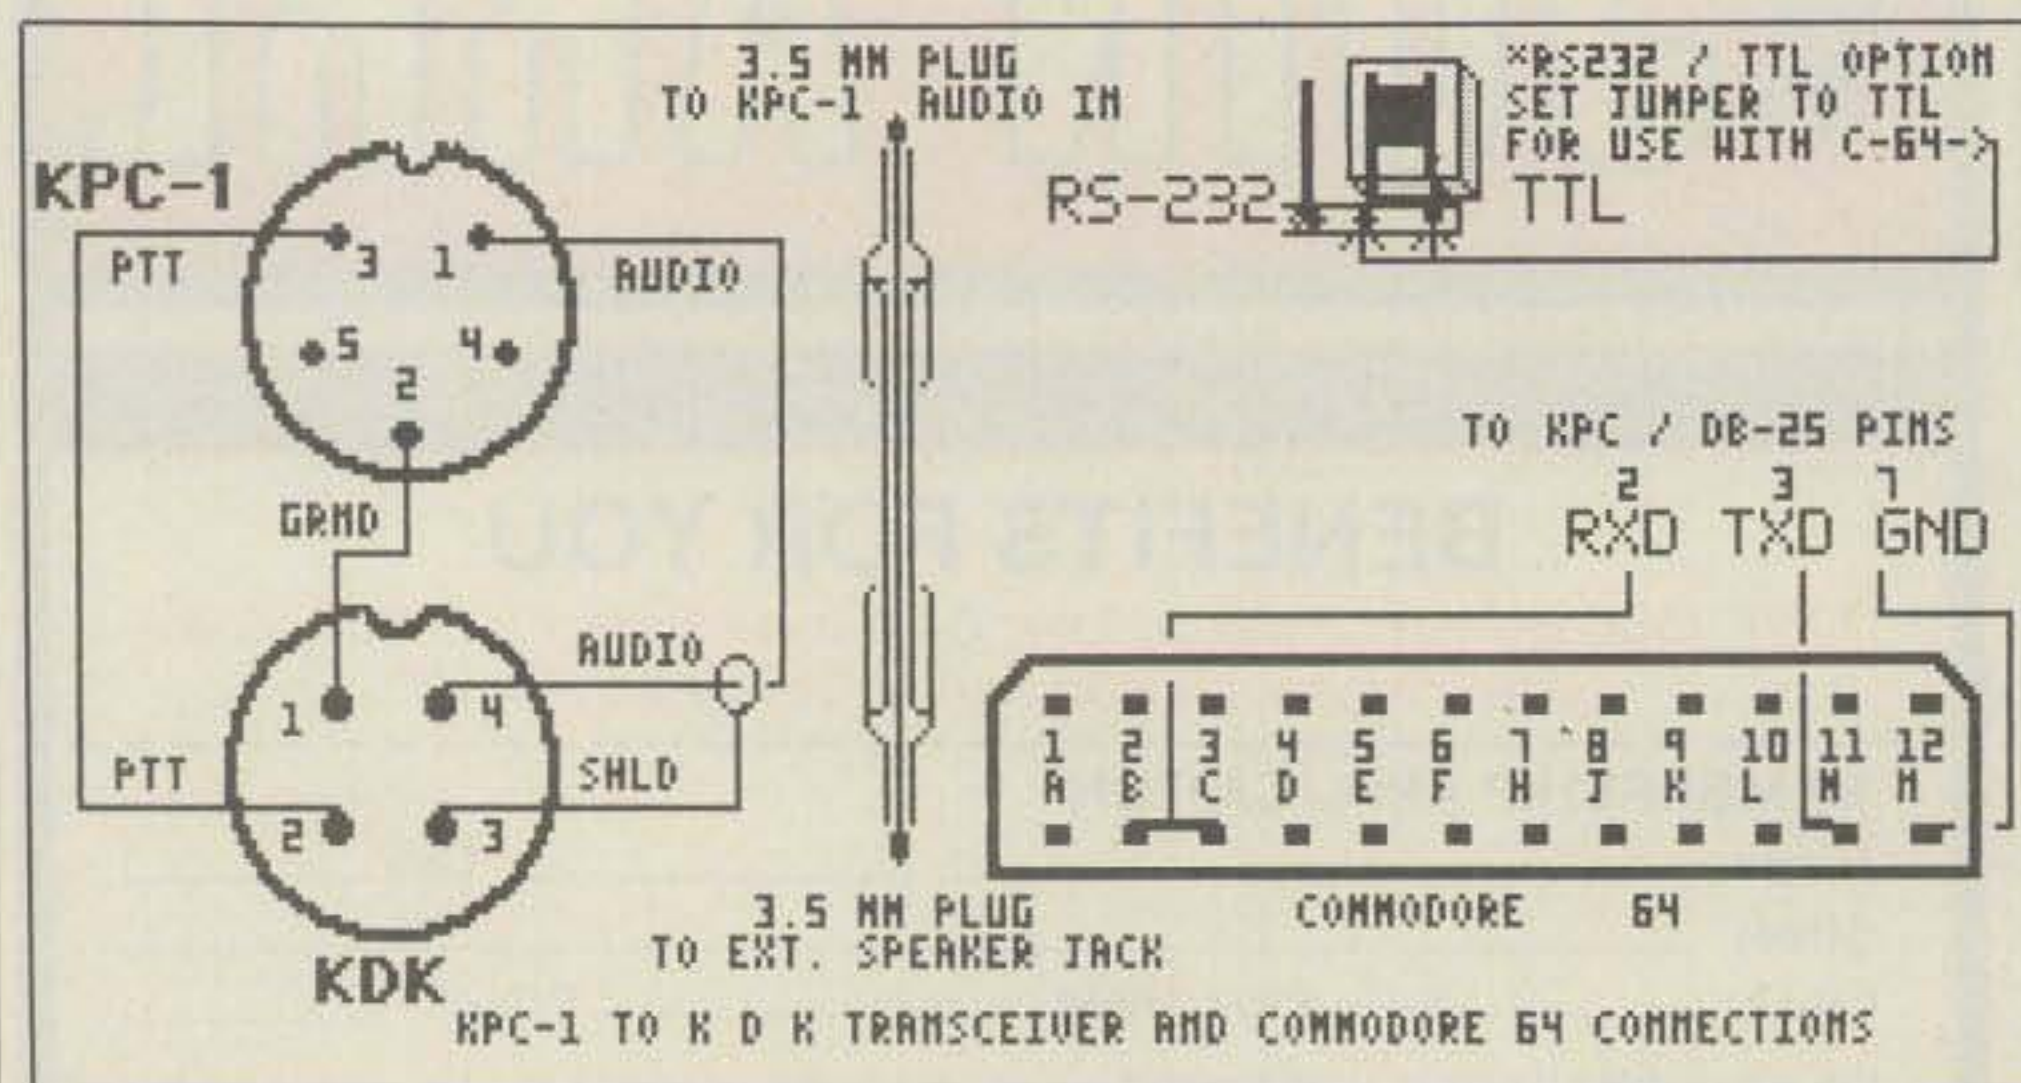 3.5 MM PLUG
TO KPC-1 AUDIO IN
*RS232 / TTL OPTION
SET JUMPER TO TTL
FOR USE WITH C-64->
RS-232
TTL
KPC-1
PTT
3
1
AUDIO
5
4
2
GRND
AUDIO
1
4
PTT
SHLD
2
3
KDK
TO KPC / DB-25 PINS
2 3 7
RXD TXD GND
1 2 3 4 5 6 7 8 9 10 11 12
A B C D E F H J K L M N
COMMODORE 64
3.5 MM PLUG
TO EXT. SPEAKER JACK
KPC-1 TO K D K TRANSCEIVER AND COMMODORE 64 CONNECTIONS
BENEFITS FOR YOU